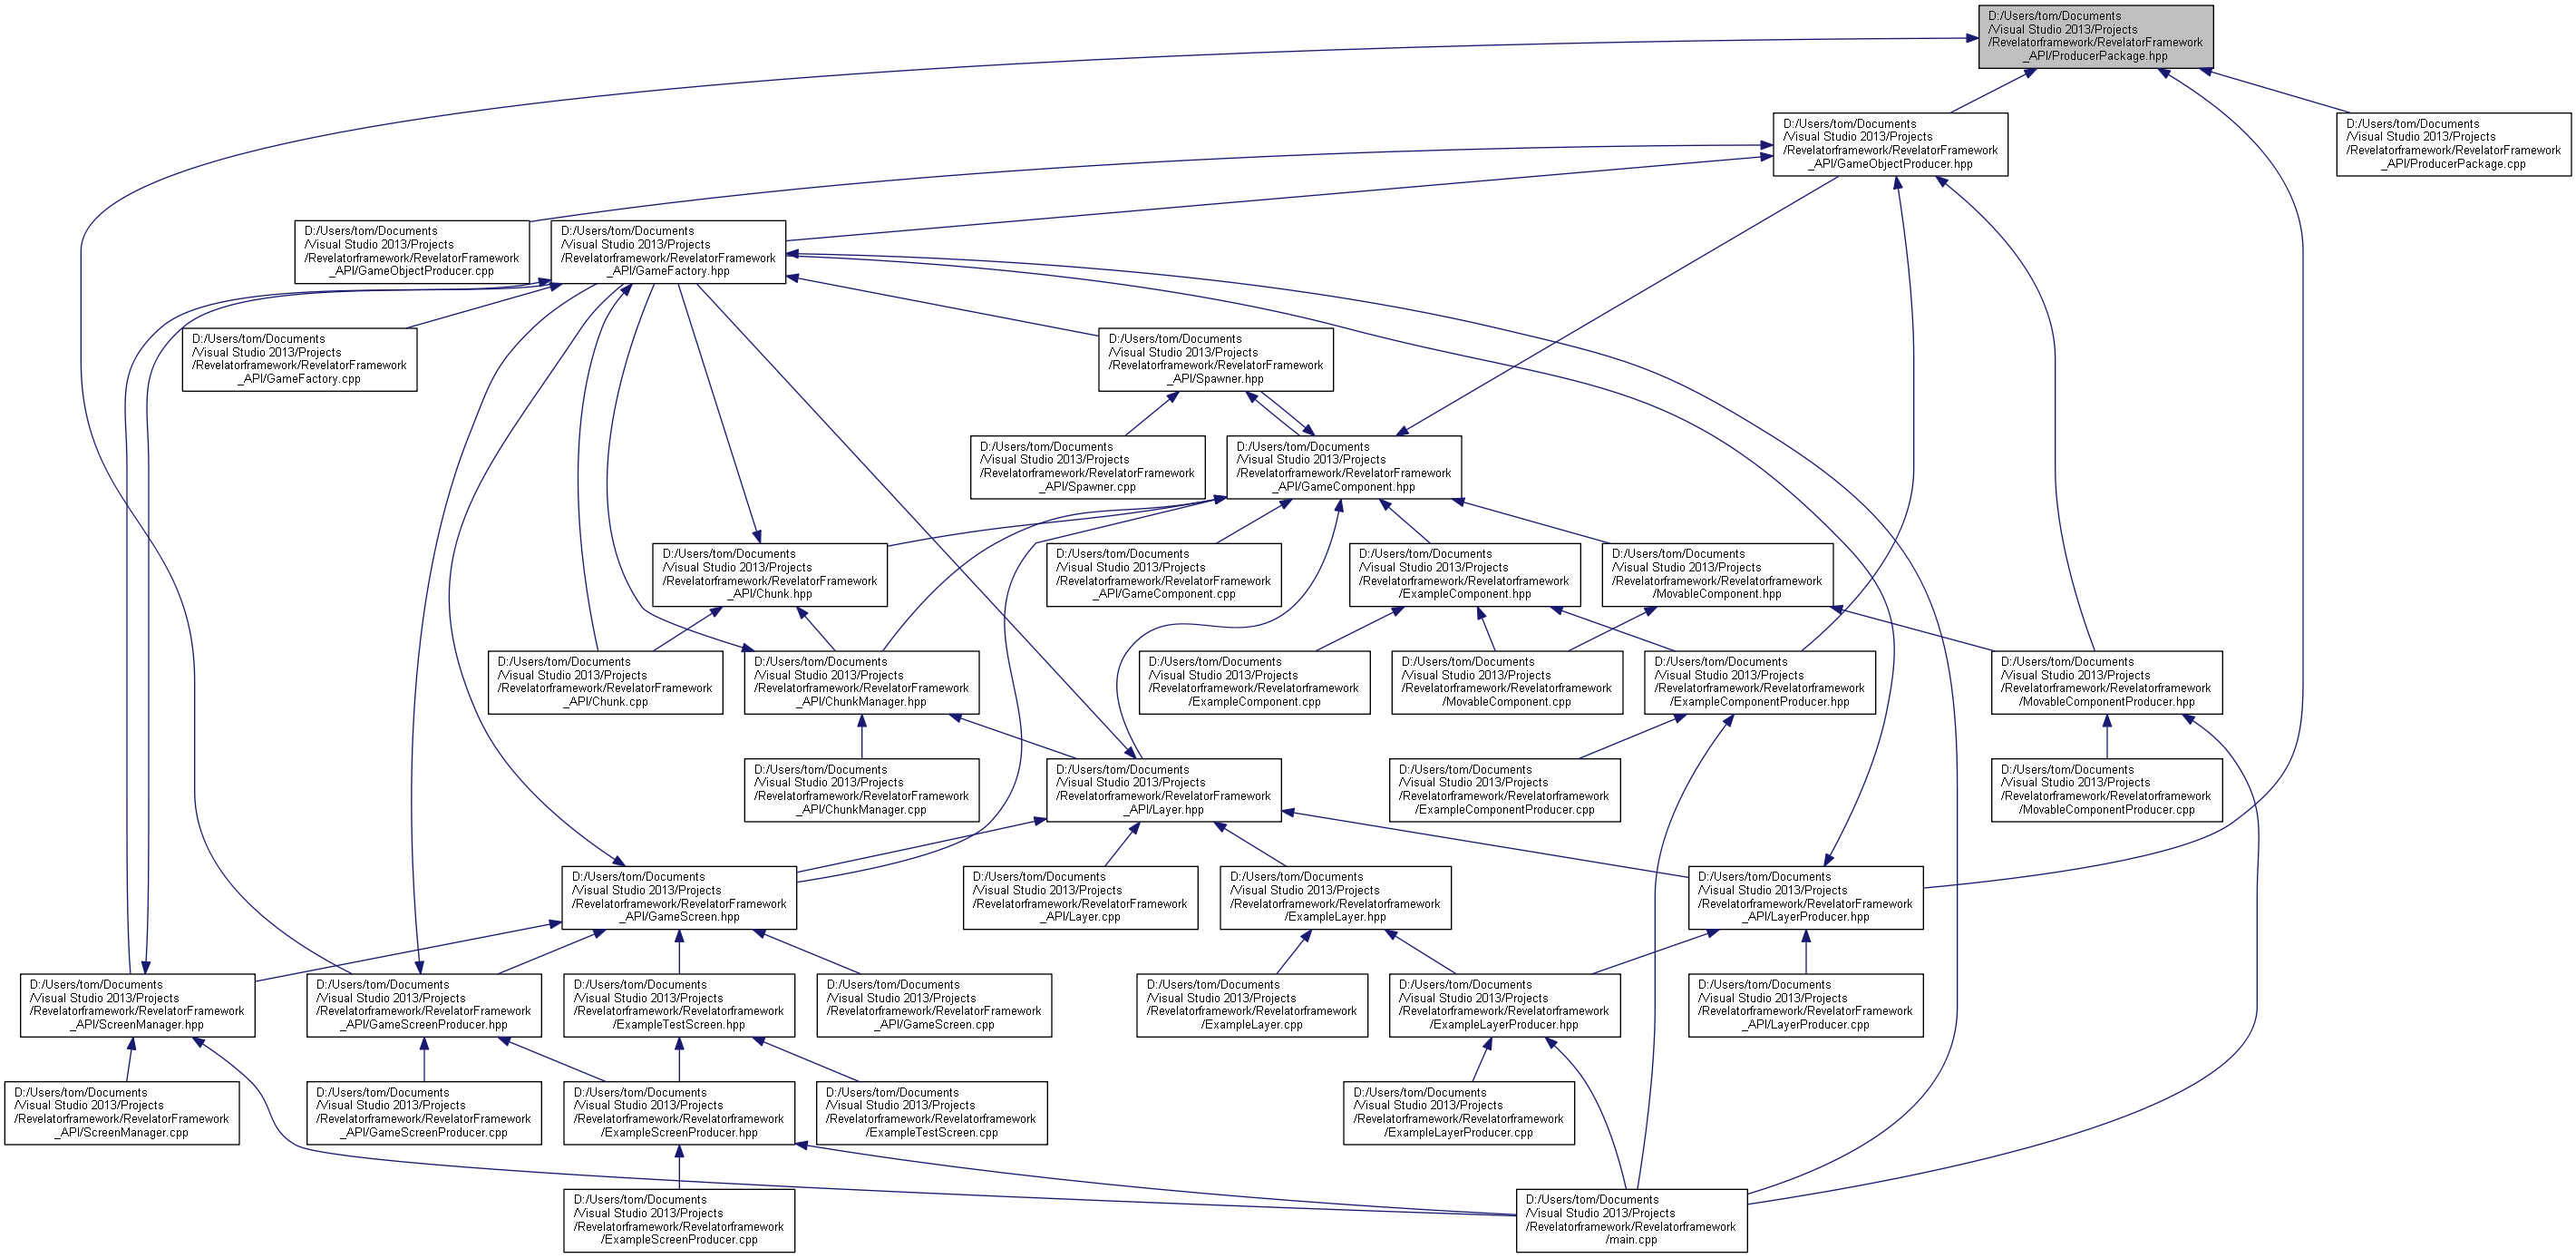 D:/Users/tom/Documents
/Visual Studio 2013/Projects
/Revelatorframework/RevelatorFramework
_API/ProducerPackage.hpp
D:/Users/tom/Documents
/Visual Studio 2013/Projects
/Revelatorframework/RevelatorFramework
_API/GameObjectProducer.hpp
D:/Users/tom/Documents
/Visual Studio 2013/Projects
/Revelatorframework/RevelatorFramework
_API/ProducerPackage.cpp
D:/Users/tom/Documents
/Visual Studio 2013/Projects
/Revelatorframework/RevelatorFramework
_API/GameObjectProducer.cpp
D:/Users/tom/Documents
/Visual Studio 2013/Projects
/Revelatorframework/RevelatorFramework
_API/GameFactory.hpp
D:/Users/tom/Documents
/Visual Studio 2013/Projects
/Revelatorframework/RevelatorFramework
_API/GameFactory.cpp
D:/Users/tom/Documents
/Visual Studio 2013/Projects
/Revelatorframework/RevelatorFramework
_API/Spawner.hpp
D:/Users/tom/Documents
/Visual Studio 2013/Projects
/Revelatorframework/RevelatorFramework
_API/Spawner.cpp
D:/Users/tom/Documents
/Visual Studio 2013/Projects
/Revelatorframework/RevelatorFramework
_API/GameComponent.hpp
D:/Users/tom/Documents
/Visual Studio 2013/Projects
/Revelatorframework/RevelatorFramework
_API/Chunk.hpp
D:/Users/tom/Documents
/Visual Studio 2013/Projects
/Revelatorframework/RevelatorFramework
_API/GameComponent.cpp
D:/Users/tom/Documents
/Visual Studio 2013/Projects
/Revelatorframework/Revelatorframework
/ExampleComponent.hpp
D:/Users/tom/Documents
/Visual Studio 2013/Projects
/Revelatorframework/Revelatorframework
/MovableComponent.hpp
D:/Users/tom/Documents
/Visual Studio 2013/Projects
/Revelatorframework/RevelatorFramework
_API/Chunk.cpp
D:/Users/tom/Documents
/Visual Studio 2013/Projects
/Revelatorframework/RevelatorFramework
_API/ChunkManager.hpp
D:/Users/tom/Documents
/Visual Studio 2013/Projects
/Revelatorframework/Revelatorframework
/ExampleComponent.cpp
D:/Users/tom/Documents
/Visual Studio 2013/Projects
/Revelatorframework/Revelatorframework
/MovableComponent.cpp
D:/Users/tom/Documents
/Visual Studio 2013/Projects
/Revelatorframework/Revelatorframework
/ExampleComponentProducer.hpp
D:/Users/tom/Documents
/Visual Studio 2013/Projects
/Revelatorframework/Revelatorframework
/MovableComponentProducer.hpp
D:/Users/tom/Documents
/Visual Studio 2013/Projects
/Revelatorframework/RevelatorFramework
_API/ChunkManager.cpp
D:/Users/tom/Documents
/Visual Studio 2013/Projects
/Revelatorframework/RevelatorFramework
_API/Layer.hpp
D:/Users/tom/Documents
/Visual Studio 2013/Projects
/Revelatorframework/Revelatorframework
/ExampleComponentProducer.cpp
D:/Users/tom/Documents
/Visual Studio 2013/Projects
/Revelatorframework/Revelatorframework
/MovableComponentProducer.cpp
D:/Users/tom/Documents
/Visual Studio 2013/Projects
/Revelatorframework/RevelatorFramework
_API/GameScreen.hpp
D:/Users/tom/Documents
/Visual Studio 2013/Projects
/Revelatorframework/RevelatorFramework
_API/Layer.cpp
D:/Users/tom/Documents
/Visual Studio 2013/Projects
/Revelatorframework/Revelatorframework
/ExampleLayer.hpp
D:/Users/tom/Documents
/Visual Studio 2013/Projects
/Revelatorframework/RevelatorFramework
_API/LayerProducer.hpp
D:/Users/tom/Documents
/Visual Studio 2013/Projects
/Revelatorframework/RevelatorFramework
_API/ScreenManager.hpp
D:/Users/tom/Documents
/Visual Studio 2013/Projects
/Revelatorframework/RevelatorFramework
_API/GameScreenProducer.hpp
D:/Users/tom/Documents
/Visual Studio 2013/Projects
/Revelatorframework/Revelatorframework
/ExampleTestScreen.hpp
D:/Users/tom/Documents
/Visual Studio 2013/Projects
/Revelatorframework/RevelatorFramework
_API/GameScreen.cpp
D:/Users/tom/Documents
/Visual Studio 2013/Projects
/Revelatorframework/Revelatorframework
/ExampleLayer.cpp
D:/Users/tom/Documents
/Visual Studio 2013/Projects
/Revelatorframework/Revelatorframework
/ExampleLayerProducer.hpp
D:/Users/tom/Documents
/Visual Studio 2013/Projects
/Revelatorframework/RevelatorFramework
_API/LayerProducer.cpp
D:/Users/tom/Documents
/Visual Studio 2013/Projects
/Revelatorframework/RevelatorFramework
_API/ScreenManager.cpp
D:/Users/tom/Documents
/Visual Studio 2013/Projects
/Revelatorframework/RevelatorFramework
_API/GameScreenProducer.cpp
D:/Users/tom/Documents
/Visual Studio 2013/Projects
/Revelatorframework/Revelatorframework
/ExampleScreenProducer.hpp
D:/Users/tom/Documents
/Visual Studio 2013/Projects
/Revelatorframework/Revelatorframework
/ExampleTestScreen.cpp
D:/Users/tom/Documents
/Visual Studio 2013/Projects
/Revelatorframework/Revelatorframework
/ExampleLayerProducer.cpp
D:/Users/tom/Documents
/Visual Studio 2013/Projects
/Revelatorframework/Revelatorframework
/ExampleScreenProducer.cpp
D:/Users/tom/Documents
/Visual Studio 2013/Projects
/Revelatorframework/Revelatorframework
/main.cpp